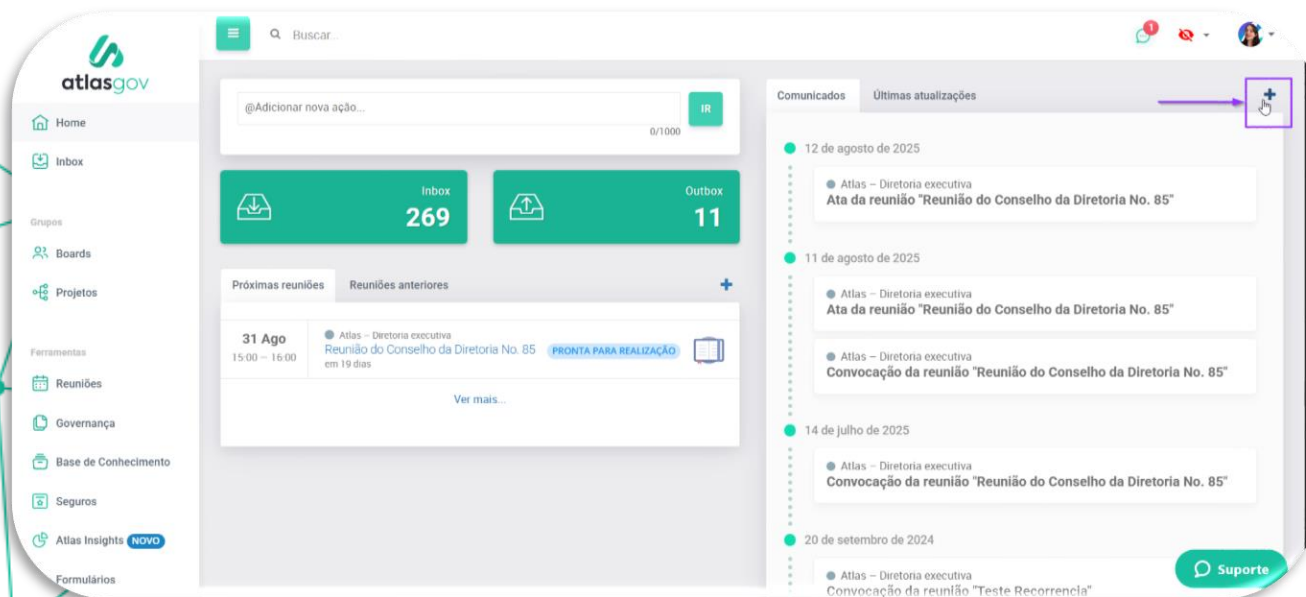 atlasgov
Home
Inbox
Grupos
Boards
Projetos
Ferramentas
Reuniões
Governança
Base de Conhecimento
Seguros
Atlas Insights NOVO
Formulários
Buscar..
1
@Adicionar nova ação...
IR
0/1000
Inbox
269
Outbox
11
Próximas reuniões Reuniões anteriores
31 Ago
15:00 – 16:00
Atlas – Diretoria executiva
Reunião do Conselho da Diretoria No. 85 PRONTA PARA REALIZAÇÃO
em 19 dias
Ver mais...
Comunicados Últimas atualizações
12 de agosto de 2025
Atlas – Diretoria executiva
Ata da reunião "Reunião do Conselho da Diretoria No. 85"
11 de agosto de 2025
Atlas – Diretoria executiva
Ata da reunião "Reunião do Conselho da Diretoria No. 85"
Atlas – Diretoria executiva
Convocação da reunião "Reunião do Conselho da Diretoria No. 85"
14 de julho de 2025
Atlas – Diretoria executiva
Convocação da reunião "Reunião do Conselho da Diretoria No. 85"
20 de setembro de 2024
Atlas – Diretoria executiva
Convocação da reunião "Teste Recorrencia"
Suporte